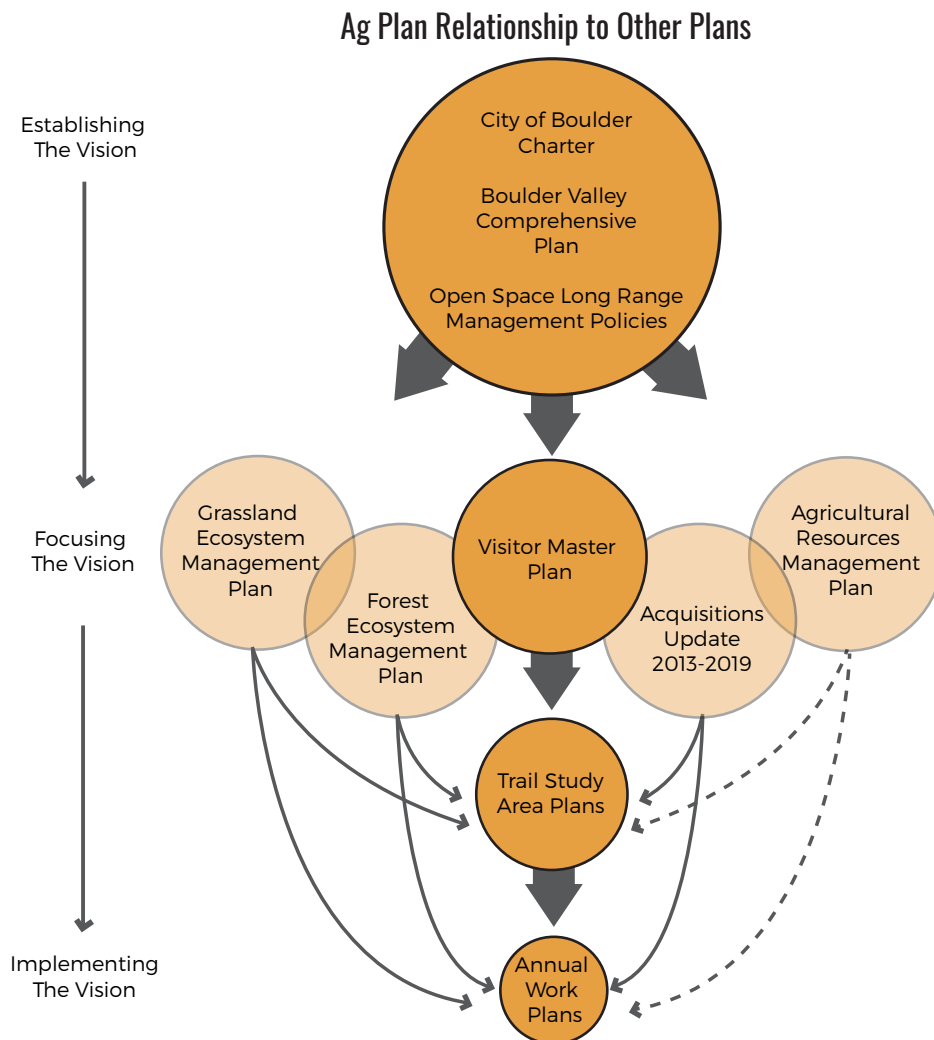 Ag Plan Relationship to Other Plans
Establishing
The Vision
City of Boulder
Charter
Boulder Valley
Comprehensive
Plan
Open Space Long Range
Management Policies
Focusing
The Vision
Grassland
Ecosystem
Management
Plan
Forest
Ecosystem
Management
Plan
Visitor Master
Plan
Acquisitions
Update
2013-2019
Agricultural
Resources
Management
Plan
Trail Study
Area Plans
Implementing
The Vision
Annual
Work
Plans